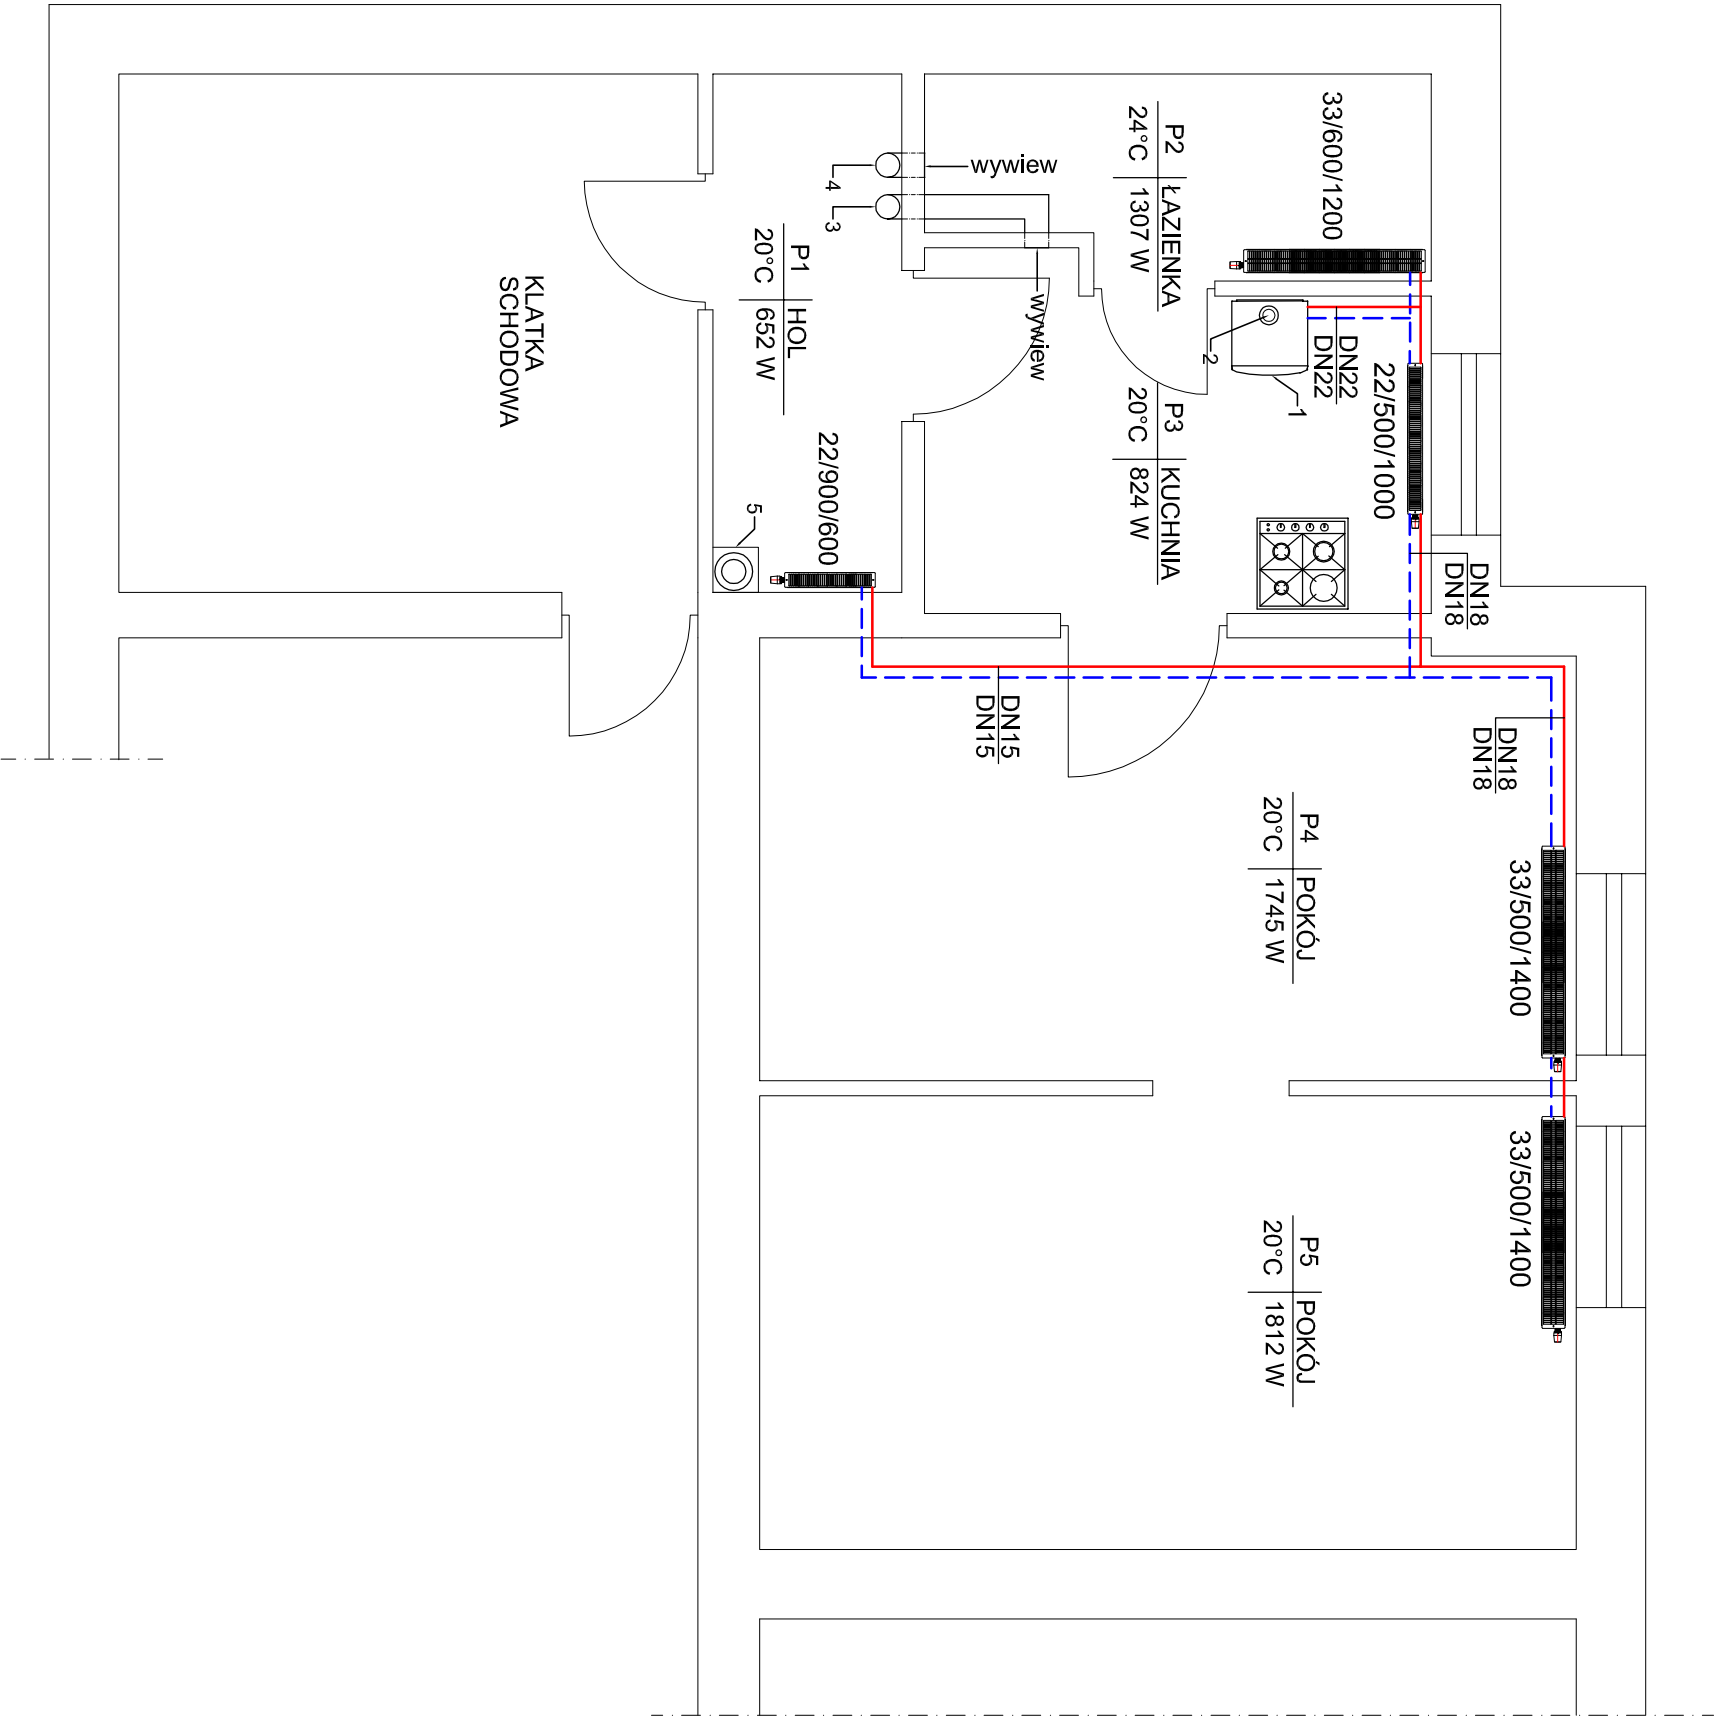 33/600/1200
P2
ŁAZIENKA
24°C
1307 W
wywiew
4
3
P1
HOL
20°C
652 W
wywiew
KLATKA
SCHODOWA
2
1
DN22
DN22
22/500/1000
P3
KUCHNIA
20°C
824 W
22/900/600
5
DN18
DN18
DN15
DN15
DN18
DN18
P4
POKÓJ
20°C
1745 W
33/500/1400
P5
POKÓJ
20°C
1812 W
33/500/1400